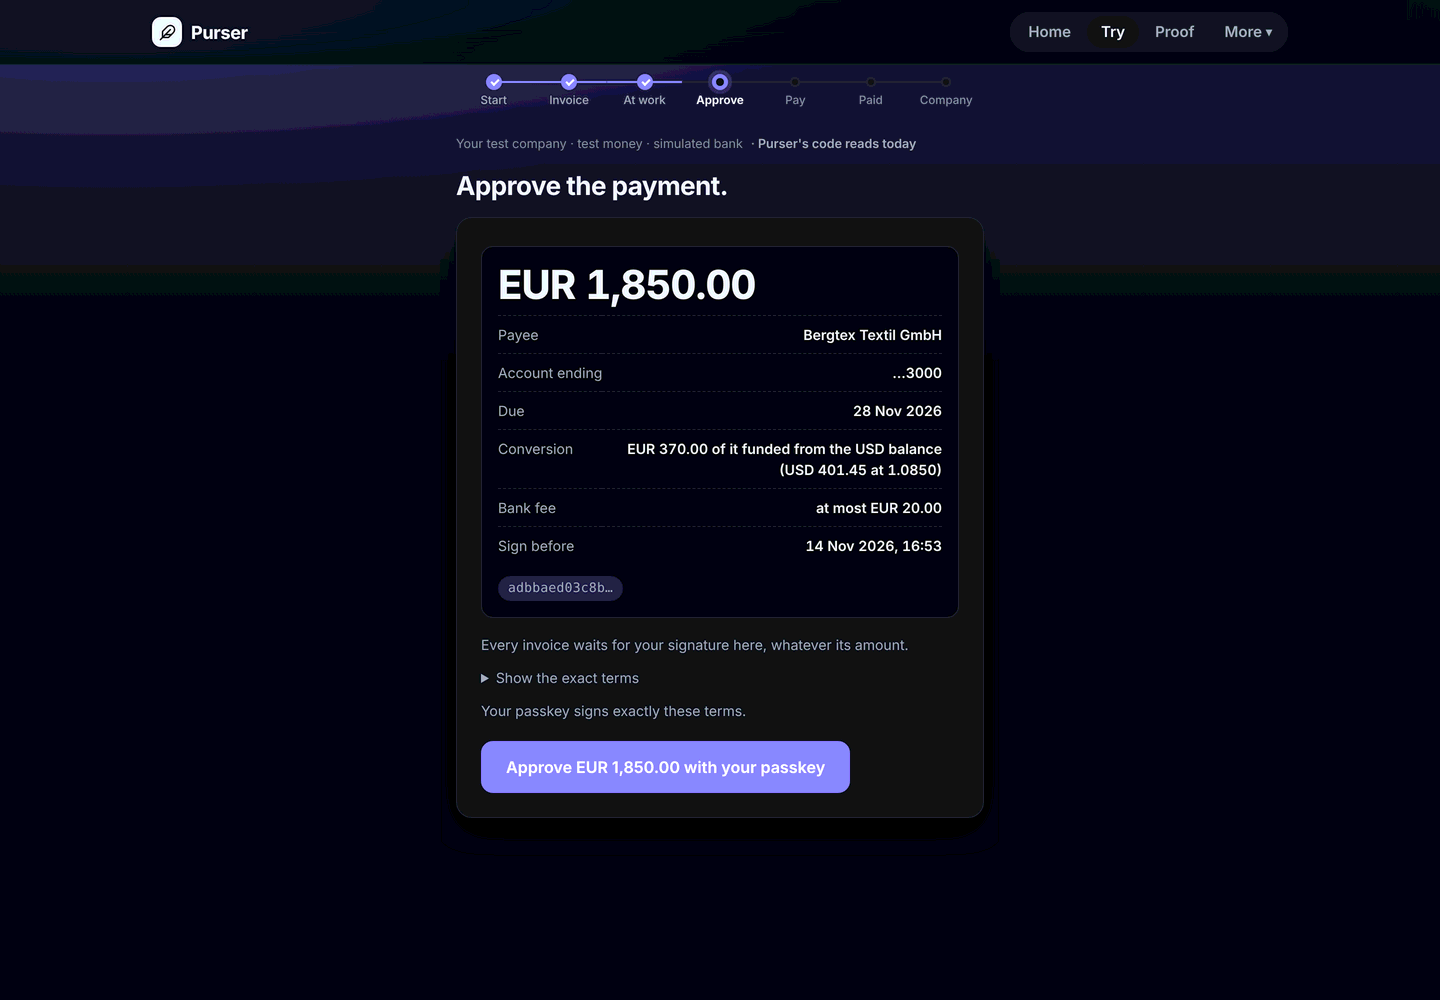 Purser
Home Try Proof More ▾
Start Invoice At work Approve Pay Paid Company
Your test company · test money · simulated bank · Purser's code reads today
Approve the payment.
EUR 1,850.00
Payee Bergtex Textil GmbH
Account ending ...3000
Due 28 Nov 2026
Conversion EUR 370.00 of it funded from the USD balance
(USD 401.45 at 1.0850)
Bank fee at most EUR 20.00
Sign before 14 Nov 2026, 16:53
adbbaed03c8b…
Every invoice waits for your signature here, whatever its amount.
▶ Show the exact terms
Your passkey signs exactly these terms.
Approve EUR 1,850.00 with your passkey